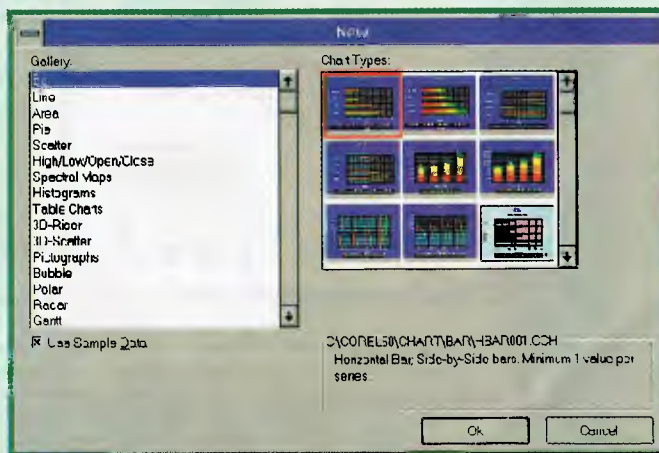 New
Gallery:
Chart Types:
Line
Area
Pie
Scatter
High/Low/Open/Close
Spectral Maps
Histograms
Table Charts
3D-Riser
3D-Scatter
Pictographs
Bubble
Polar
Radar
Gantt
Use Sample Data
C:\COREL50\CHART\BAR\HBAR001.CCH
Horizontal Bar; Side-by-Side bars. Minimum 1 value per
series.
Ok
Cancel